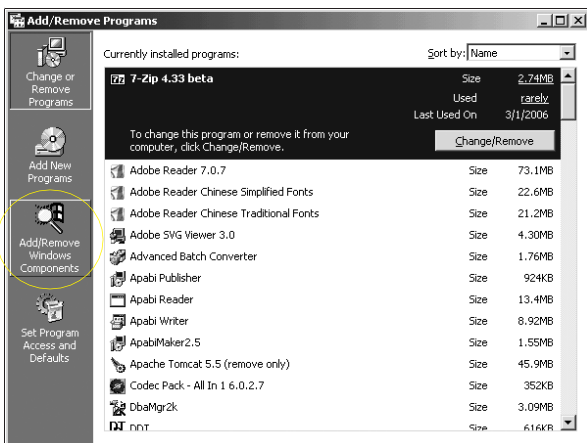 Add/Remove Programs
Change or
Remove
Programs
Add New
Programs
Add/Remove
Windows
Components
Set Program
Access and
Defaults
Currently installed programs:
Sort by: Name
7-Zip 4.33 beta Size 2.74MB
Used rarely
Last Used On 3/1/2006
To change this program or remove it from your
computer, click Change/Remove.
Change/Remove
Adobe Reader 7.0.7 Size 73.1MB
Adobe Reader Chinese Simplified Fonts Size 22.6MB
Adobe Reader Chinese Traditional Fonts Size 21.2MB
Adobe SVG Viewer 3.0 Size 4.30MB
Advanced Batch Converter Size 1.76MB
Apabi Publisher Size 924KB
Apabi Reader Size 13.4MB
Apabi Writer Size 8.92MB
ApabiMaker2.5 Size 1.55MB
Apache Tomcat 5.5 (remove only) Size 45.9MB
Codec Pack - All In 1 6.0.2.7 Size 352KB
DbaMgr2k Size 3.09MB
DDT Size 616KB